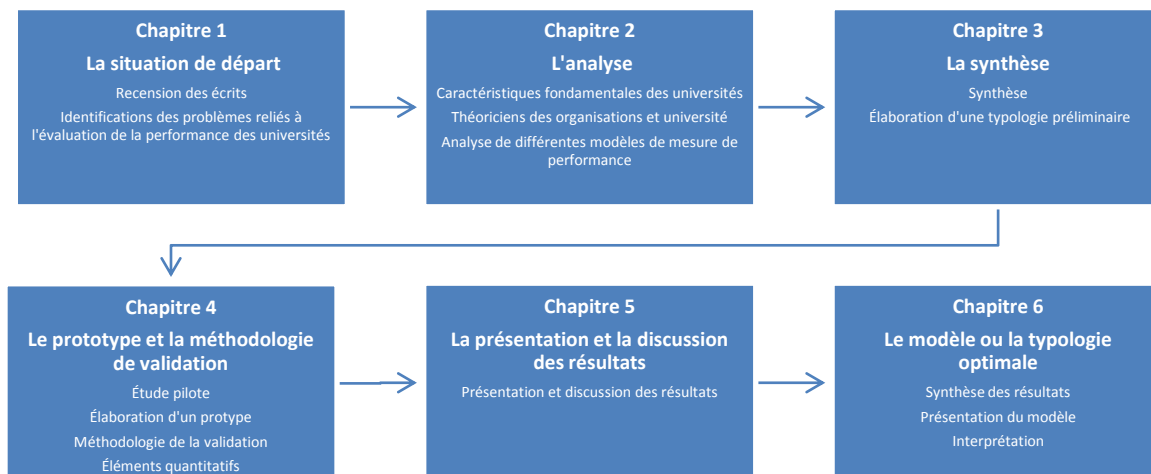 Chapitre 1
La situation de départ
Recension des écrits
Identifications des problèmes reliés à
l'évaluation de la performance des universités
Chapitre 2
L'analyse
Caractéristiques fondamentales des universités
Théoriciens des organisations et université
Analyse de différentes modèles de mesure de
performance
Chapitre 3
La synthèse
Synthèse
Élaboration d'une typologie préliminaire
Chapitre 4
Le prototype et la méthodologie
de validation
Étude pilote
Élaboration d'un protype
Méthodologie de la validation
Éléments quantitatifs
Chapitre 5
La présentation et la discussion
des résultats
Présentation et discussion des résultats
Chapitre 6
Le modèle ou la typologie
optimale
Synthèse des résultats
Présentation du modèle
Interprétation